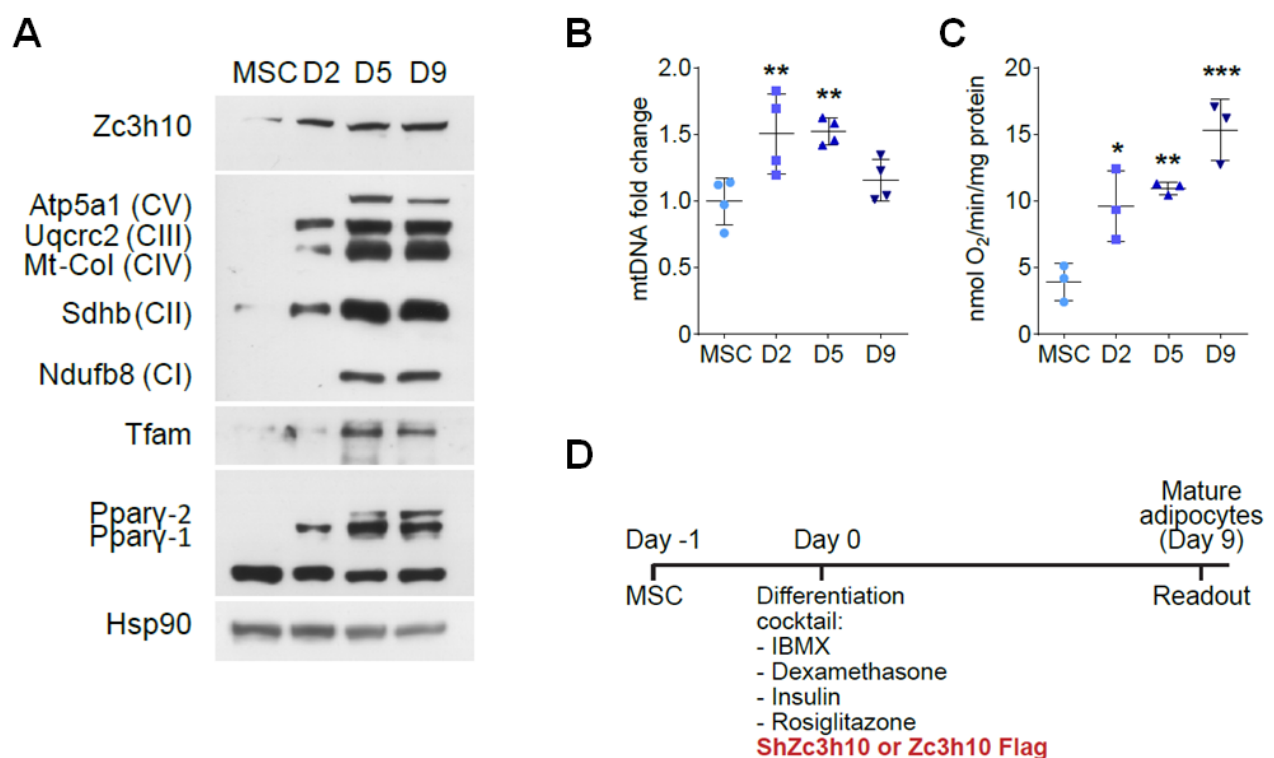 A
MSC D2 D5 D9
Zc3h10
Atp5a1 (CV)
Uqcrc2 (CIII)
Mt-CoI (CIV)
Sdhb (CII)
Ndufb8 (CI)
Tfam
Pparγ-2
Pparγ-1
Hsp90
B
mtDNA fold change
2.0
1.5
1.0
0.5
0
** **
MSC D2 D5 D9
C
nmol O₂/min/mg protein
20
15
10
5
0
* ** ***
MSC D2 D5 D9
D
Mature
adipocytes
Day -1 Day 0 (Day 9)
MSC Differentiation Readout
cocktail:
- IBMX
- Dexamethasone
- Insulin
- Rosiglitazone
ShZc3h10 or Zc3h10 Flag